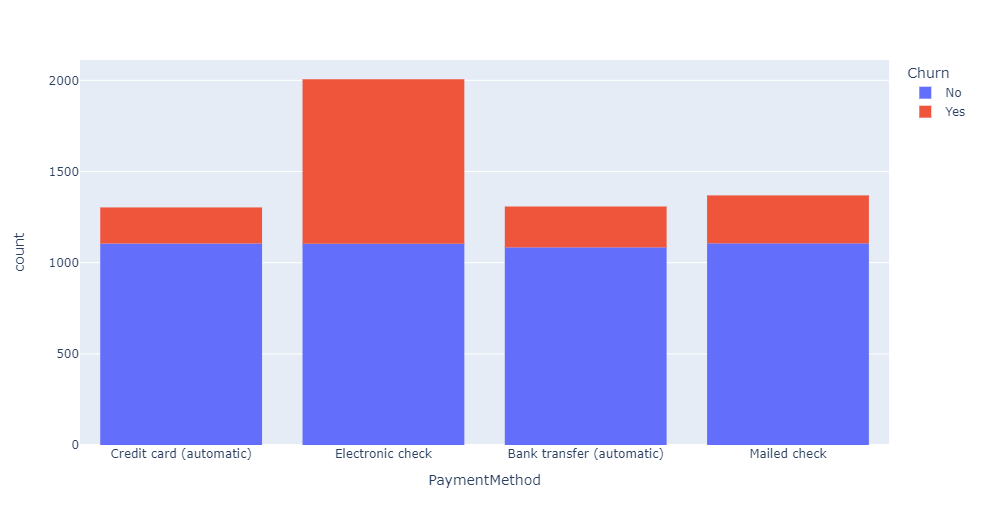 Churn
No
Yes
2000
1500
1000
500
0
count
Credit card (automatic)
Electronic check
Bank transfer (automatic)
Mailed check
PaymentMethod